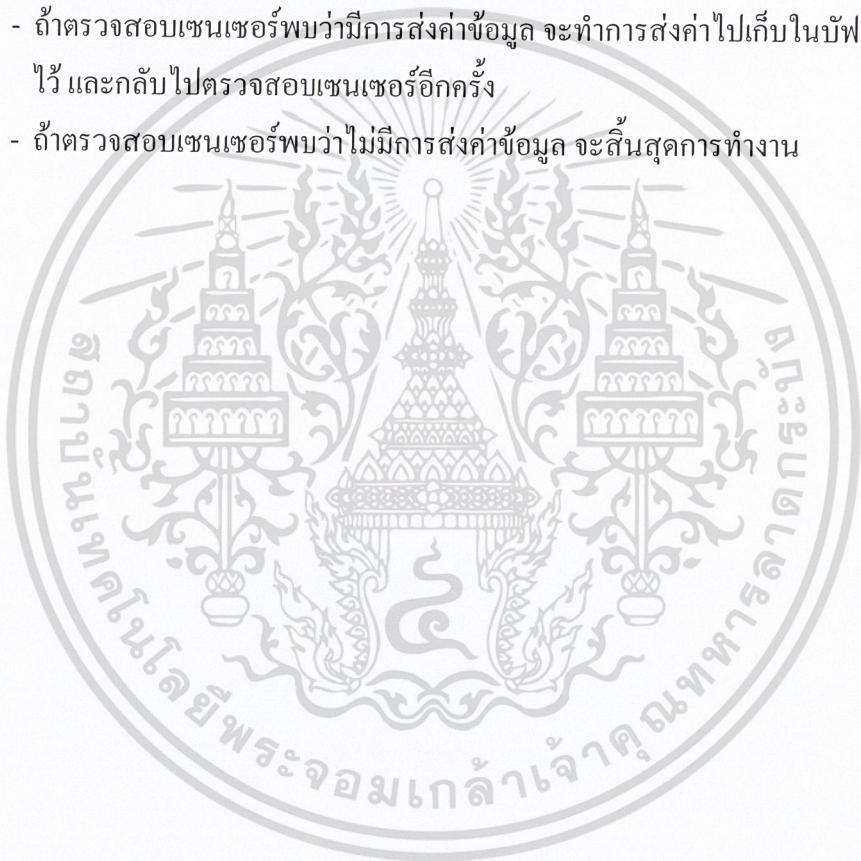 - ถ้าตรวจสอบเซนเซอร์พบว่ามีการส่งค่าข้อมูล จะทำการส่งค่าไปเก็บในบัฟ
ไว้ และกลับไปตรวจสอบเซนเซอร์อีกครั้ง
- ถ้าตรวจสอบเซนเซอร์พบว่าไม่มีการส่งค่าข้อมูล จะสิ้นสุดการทำงาน
สถาบันเทคโนโลยีพระจอมเกล้าเจ้าคุณทหารลาดกระบัง
๔